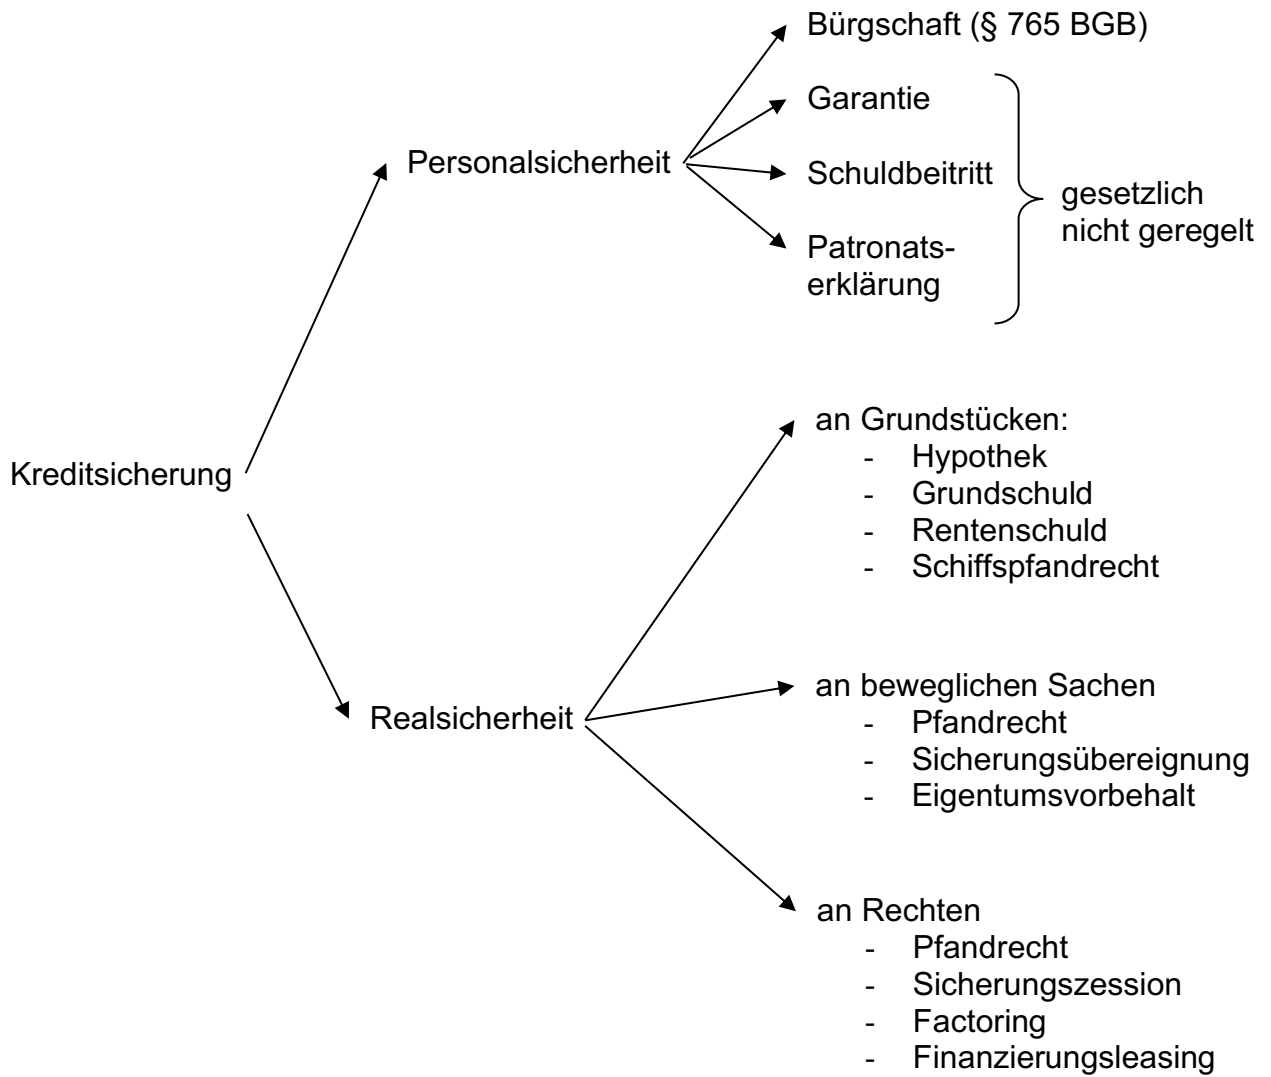 Bürgschaft (§ 765 BGB)
Garantie
Personalsicherheit
Schuldbeitritt
gesetzlich
nicht geregelt
Patronats-
erklärung
an Grundstücken:
- Hypothek
Kreditsicherung
- Grundschuld
- Rentenschuld
- Schiffspfandrecht
an beweglichen Sachen
Realsicherheit
- Pfandrecht
- Sicherungsübereignung
- Eigentumsvorbehalt
an Rechten
- Pfandrecht
- Sicherungszession
- Factoring
- Finanzierungsleasing